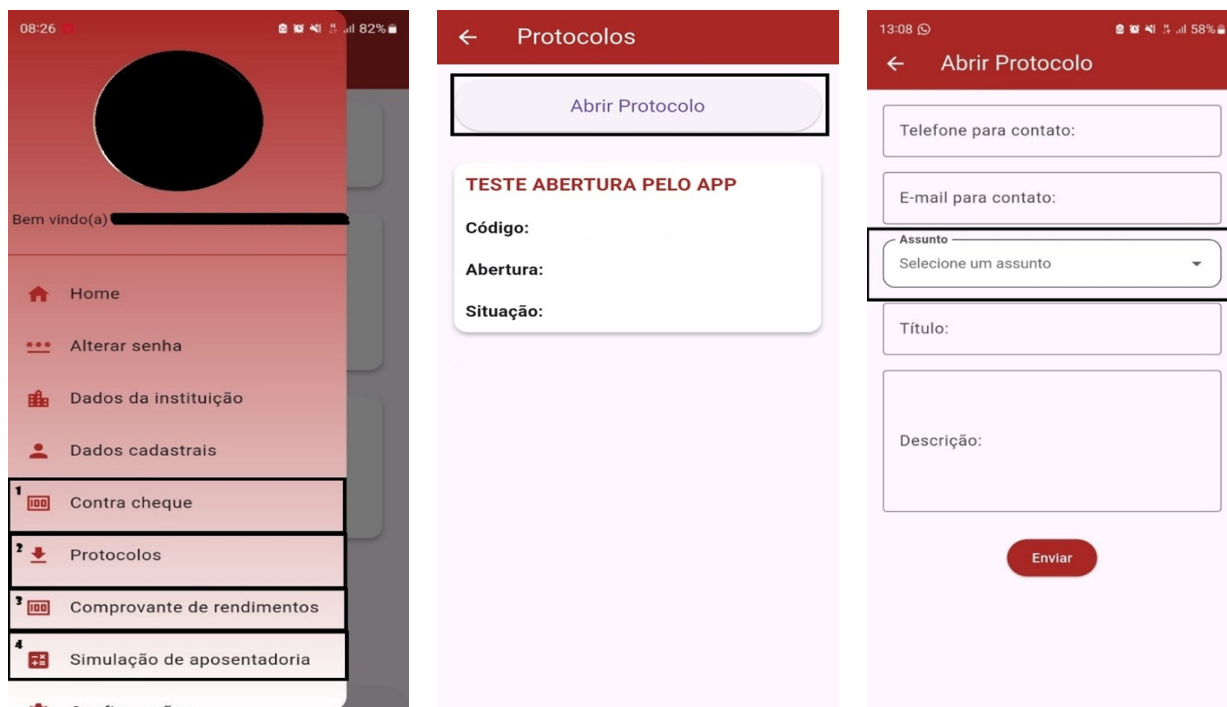 08:26
82%
Bem vindo(a)
Home
Alterar senha
Dados da instituição
Dados cadastrais
1
Contra cheque
2
Protocolos
3
Comprovante de rendimentos
4
Simulação de aposentadoria
Protocolos
Abrir Protocolo
TESTE ABERTURA PELO APP
Código:
Abertura:
Situação:
13:08
58%
Abrir Protocolo
Telefone para contato:
E-mail para contato:
Assunto
Selecione um assunto
Título:
Descrição:
Enviar